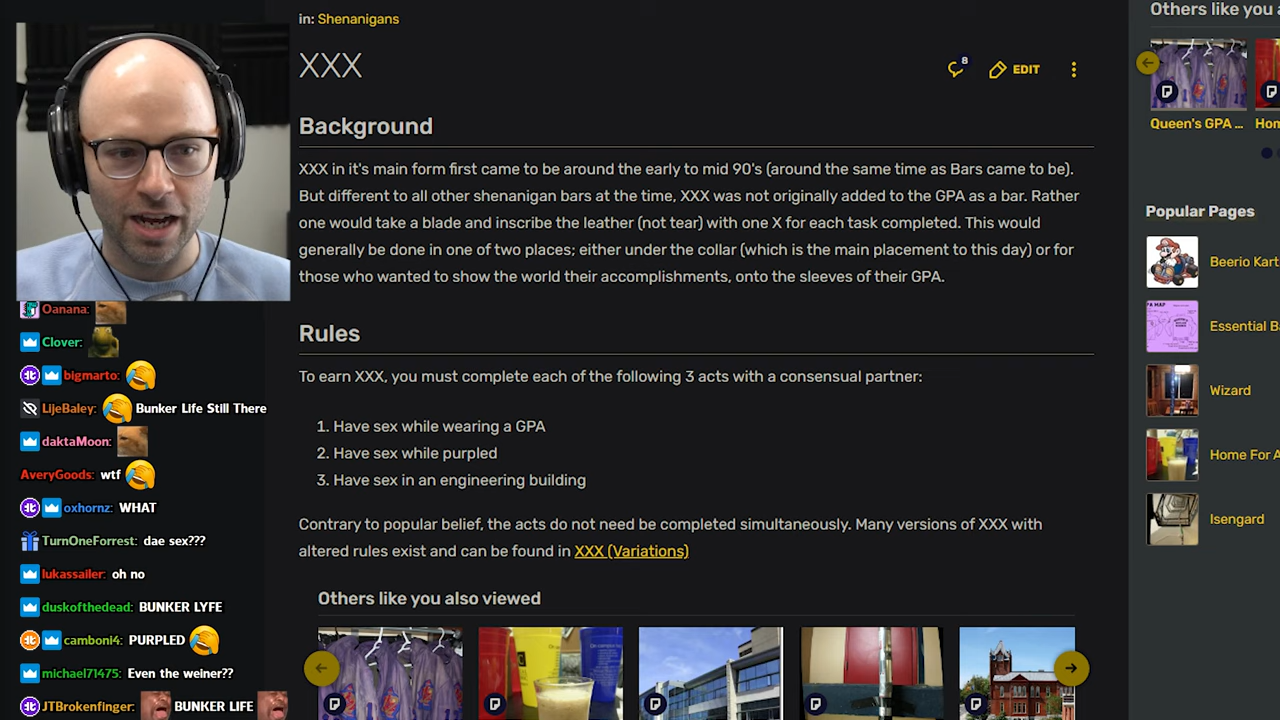 in: Shenanigans
XXX
8
EDIT
Background
XXX in it's main form first came to be around the early to mid 90's (around the same time as Bars came to be).
But different to all other shenanigan bars at the time, XXX was not originally added to the GPA as a bar. Rather
one would take a blade and inscribe the leather (not tear) with one X for each task completed. This would
generally be done in one of two places; either under the collar (which is the main placement to this day) or for
those who wanted to show the world their accomplishments, onto the sleeves of their GPA.
Rules
To earn XXX, you must complete each of the following 3 acts with a consensual partner:
1. Have sex while wearing a GPA
2. Have sex while purpled
3. Have sex in an engineering building
Contrary to popular belief, the acts do not need be completed simultaneously. Many versions of XXX with
altered rules exist and can be found in XXX (Variations)
Others like you also viewed
Oanana:
Clover:
bigmarto:
LijeBaley: Bunker Life Still There
daktaMoon:
AveryGoods: wtf
oxhornz: WHAT
TurnOneForrest: dae sex???
lukassailer: oh no
duskofthedead: BUNKER LYFE
camboni4: PURPLED
michael71475: Even the weiner??
JTBrokenfinger: BUNKER LIFE
Others like you a
Queen's GPA ...
Hom
Popular Pages
Beerio Kart
Essential Ba
Wizard
Home For A
Isengard